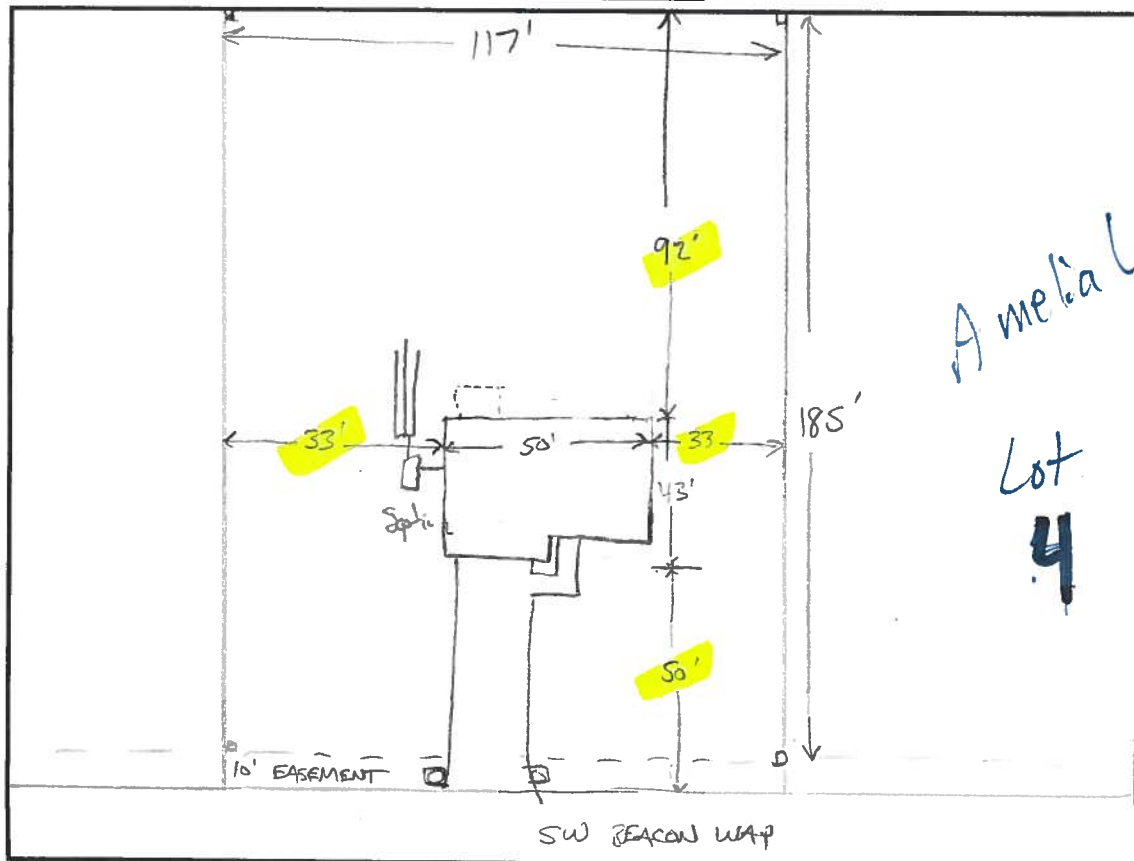 117'
92'
Amelia
185'
33'
50'
33
43'
Lot
4
Septic
50'
10' EASEMENT
SW BEACON WAY